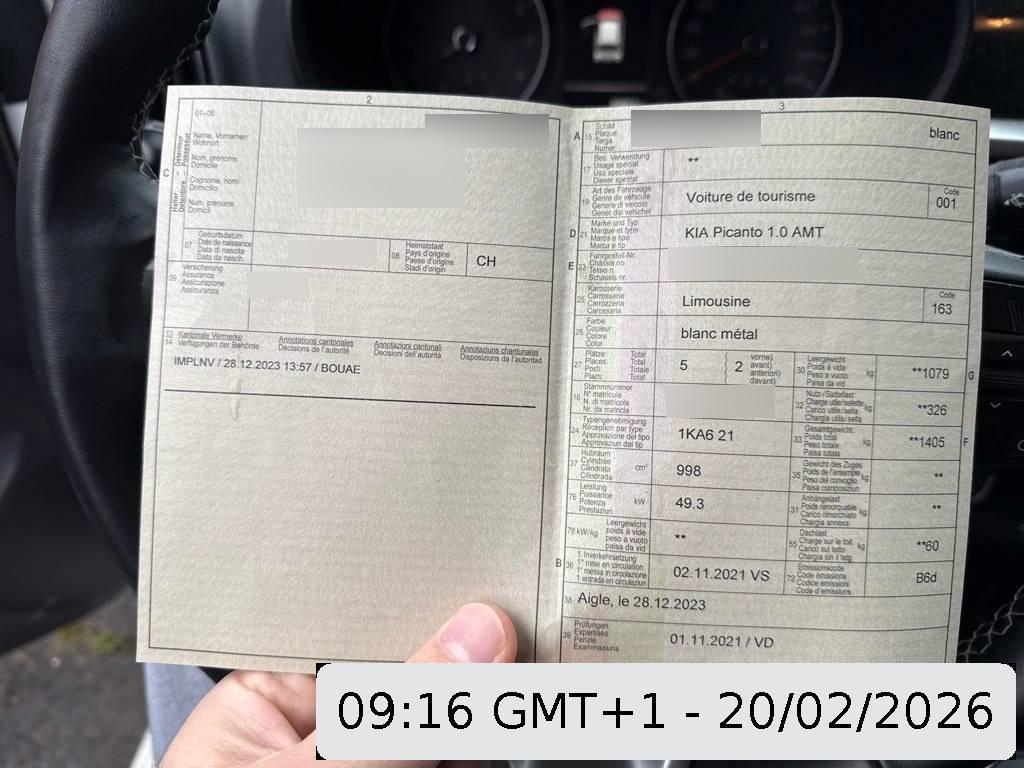 2
01–06
Name, Vornamen
Wohnort
Nom, prénoms
Domicile
Cognome, nomi
Domicilio
Num, prenoms
Domicil
C
Halter - Détenteur
Detentore - Possessur
07
Geburtsdatum
Date de naissance
Data di nascita
Data da nasch.
08
Heimatstaat
Pays d'origine
Paese d'origine
Stadi d'origin
CH
09
Versicherung
Assurance
Assicurazione
Assicuranza
13
14
Kantonale Vermerke
Verfügungen der Behörde
Annotations cantonales
Décisions de l'autorité
Annotazioni cantonali
Decisioni dell'autorità
Annotaziuns chantunalas
Disposiziuns da l'autoritad
IMPLNV / 28.12.2023 13:57 / BOUAE
3
A
15
Schild
Plaque
Targa
Numer
blanc
17
Bes. Verwendung
Usage spécial
Uso speciale
Diever spezial
**
19
Art des Fahrzeugs
Genre de véhicule
Genere di veicolo
Gener dal vehichel
Voiture de tourisme
Code
001
D
21
Marke und Typ
Marque et type
Marca e tipo
Marca e tip
KIA Picanto 1.0 AMT
E
23
Fahrgestell-Nr.
Châssis no
Telaio n.
Schassis nr.
25
Karosserie
Carrosserie
Carrozzeria
Carossaria
Limousine
Code
163
26
Farbe
Couleur
Colore
Colur
blanc métal
27
Plätze: Total
Places: Total
Posti: Totale
Plazs: Total
5
2
vorne)
avant)
anteriori)
davant)
30
Leergewicht
Poids à vide
Peso a vuoto
Paisa da vid
kg
**1079
G
18
Stammnummer
N° matricule
N. di matricola
Nr. da matricla
32
Nutz-/Sattellast
Charge utile/sellette
Carico utile/sella
Chargia utila/sella
kg
**326
24
Typengenehmigung
Réception par type
Approvazione del tipo
Approvaziun dal tip
1KA6 21
33
Gesamtgewicht
Poids total
Peso totale
Paisa totala
kg
**1405
F
37
Hubraum
Cylindrée
Cilindrata
Cilindrada
cm³
998
35
Gewicht des Zuges
Poids de l'ensemble
Peso del convoglio
Paisa cumposiziun
kg
**
76
Leistung
Puissance
Potenza
Prestaziun
kW
49.3
31
Anhängelast
Poids remorquable
Carico rimorchiato
Chargia annexa
kg
**
78 kW/kg
Leergewicht
poids à vide
peso a vuoto
paisa da vid
**
55
Dachlast
Charge sur le toit
Carico sul tetto
Chargia sin il tetg
kg
**60
B
36
1. Inverkehrsetzung
1re mise en circulation
1a messa in circolazione
1 entrada en circulaziun
02.11.2021 VS
72
Emissionscode
Code émissions
Codice emissioni
Code d'emissiuns
B6d
38
Aigle, le 28.12.2023
39
Prüfungen
Expertises
Perizie
Examinaziuns
01.11.2021 / VD
09:16 GMT+1 - 20/02/2026